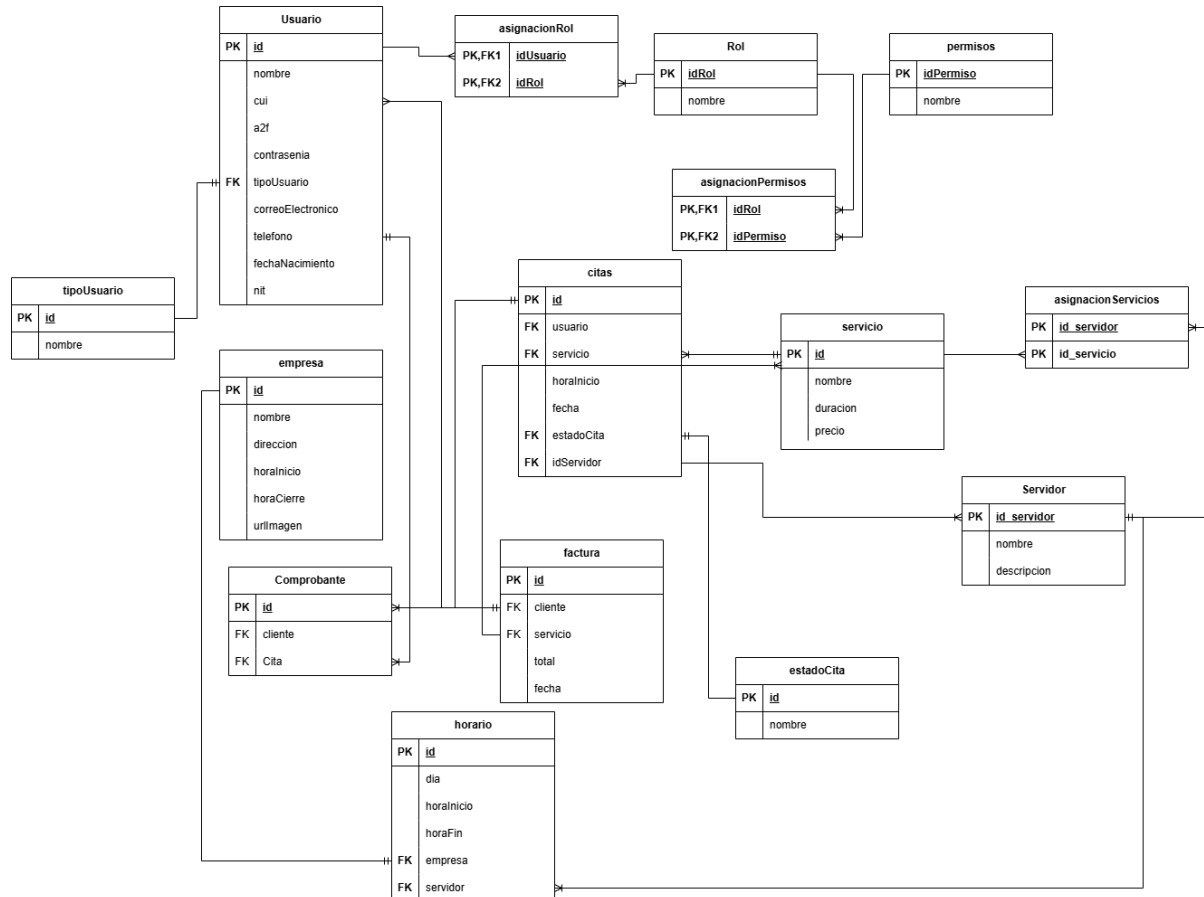 Usuario
PK id
nombre
cui
a2f
contrasenia
FK tipoUsuario
correoElectronico
telefono
fechaNacimiento
nit
asignacionRol
PK,FK1 idUsuario
PK,FK2 idRol
Rol
PK idRol
nombre
permisos
PK idPermiso
nombre
asignacionPermisos
PK,FK1 idRol
PK,FK2 idPermiso
tipoUsuario
PK id
nombre
citas
PK id
FK usuario
FK servicio
horaInicio
fecha
FK estadoCita
FK idServidor
servicio
PK id
nombre
duracion
precio
asignacionServicios
PK id_servidor
PK id_servicio
empresa
PK id
nombre
direccion
horaInicio
horaCierre
urlImagen
Servidor
PK id_servidor
nombre
descripcion
Comprobante
PK id
FK cliente
FK Cita
factura
PK id
FK cliente
FK servicio
total
fecha
estadoCita
PK id
nombre
horario
PK id
dia
horaInicio
horaFin
FK empresa
FK servidor